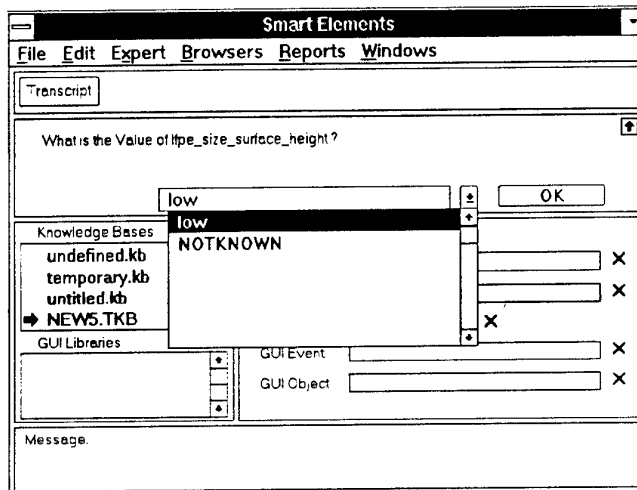 Smart Elements
File Edit Expert Browsers Reports Windows
Transcript
What is the Value of lfpe_size_surface_height ?
low
OK
low
NOTKNOWN
Knowledge Bases
undefined.kb
temporary.kb
untitled.kb
NEW5.TKB
GUI Libraries
GUI Event
GUI Object
Message.